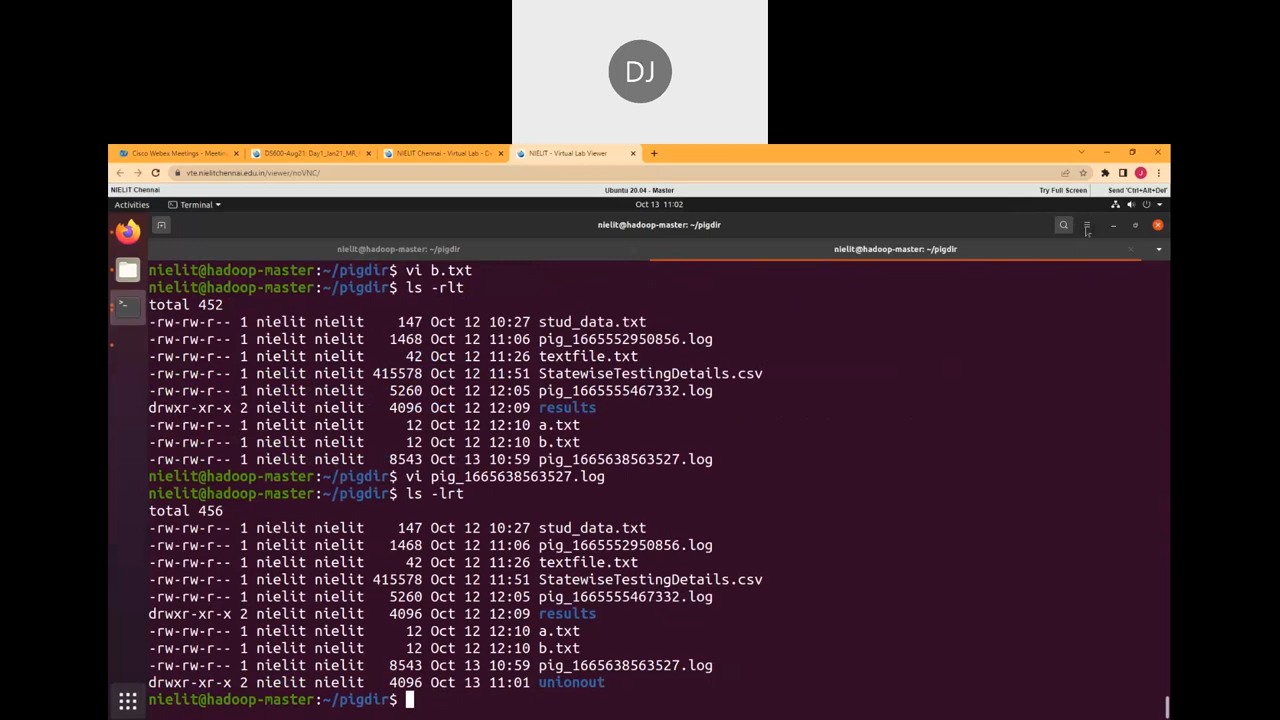 DJ
Cisco Webex Meetings - Meetin
DS600-Aug21: Day1_Jan21_MR,
NIELIT Chennai - Virtual Lab - D
NIELIT - Virtual Lab Viewer
vte.nielitchennai.edu.in/viewer/noVNC/
J
NIELIT Chennai
Ubuntu 20.04 - Master
Try Full Screen
Send 'Ctrl+Alt+Del'
Activities
Terminal
Oct 13 11:02
nielit@hadoop-master: ~/pigdir
nielit@hadoop-master: ~/pigdir
nielit@hadoop-master: ~/pigdir
nielit@hadoop-master:~/pigdir$ vi b.txt
nielit@hadoop-master:~/pigdir$ ls -rlt
total 452
-rw-rw-r-- 1 nielit nielit    147 Oct 12 10:27 stud_data.txt
-rw-rw-r-- 1 nielit nielit   1468 Oct 12 11:06 pig_1665552950856.log
-rw-rw-r-- 1 nielit nielit     42 Oct 12 11:26 textfile.txt
-rw-rw-r-- 1 nielit nielit 415578 Oct 12 11:51 StatewiseTestingDetails.csv
-rw-rw-r-- 1 nielit nielit   5260 Oct 12 12:05 pig_1665555467332.log
drwxr-xr-x 2 nielit nielit   4096 Oct 12 12:09 results
-rw-rw-r-- 1 nielit nielit     12 Oct 12 12:10 a.txt
-rw-rw-r-- 1 nielit nielit     12 Oct 12 12:10 b.txt
-rw-rw-r-- 1 nielit nielit   8543 Oct 13 10:59 pig_1665638563527.log
nielit@hadoop-master:~/pigdir$ vi pig_1665638563527.log
nielit@hadoop-master:~/pigdir$ ls -lrt
total 456
-rw-rw-r-- 1 nielit nielit    147 Oct 12 10:27 stud_data.txt
-rw-rw-r-- 1 nielit nielit   1468 Oct 12 11:06 pig_1665552950856.log
-rw-rw-r-- 1 nielit nielit     42 Oct 12 11:26 textfile.txt
-rw-rw-r-- 1 nielit nielit 415578 Oct 12 11:51 StatewiseTestingDetails.csv
-rw-rw-r-- 1 nielit nielit   5260 Oct 12 12:05 pig_1665555467332.log
drwxr-xr-x 2 nielit nielit   4096 Oct 12 12:09 results
-rw-rw-r-- 1 nielit nielit     12 Oct 12 12:10 a.txt
-rw-rw-r-- 1 nielit nielit     12 Oct 12 12:10 b.txt
-rw-rw-r-- 1 nielit nielit   8543 Oct 13 10:59 pig_1665638563527.log
drwxr-xr-x 2 nielit nielit   4096 Oct 13 11:01 unionout
nielit@hadoop-master:~/pigdir$